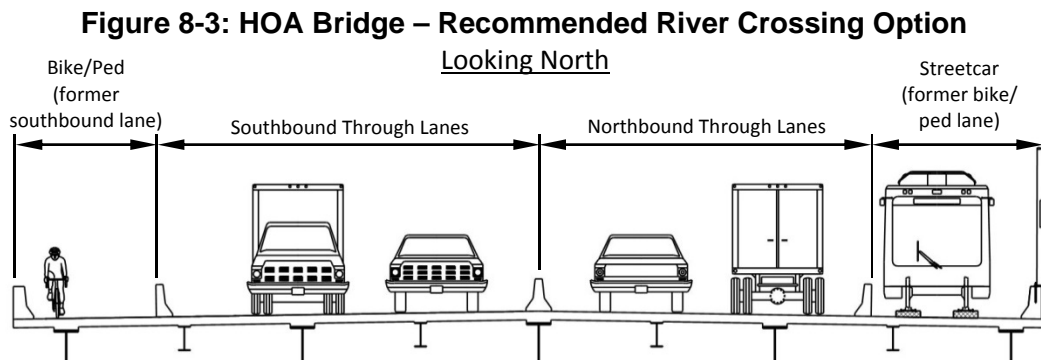 Figure 8-3: HOA Bridge – Recommended River Crossing Option
Looking North
Bike/Ped
(former
southbound lane)
Southbound Through Lanes
Northbound Through Lanes
Streetcar
(former bike/
ped lane)